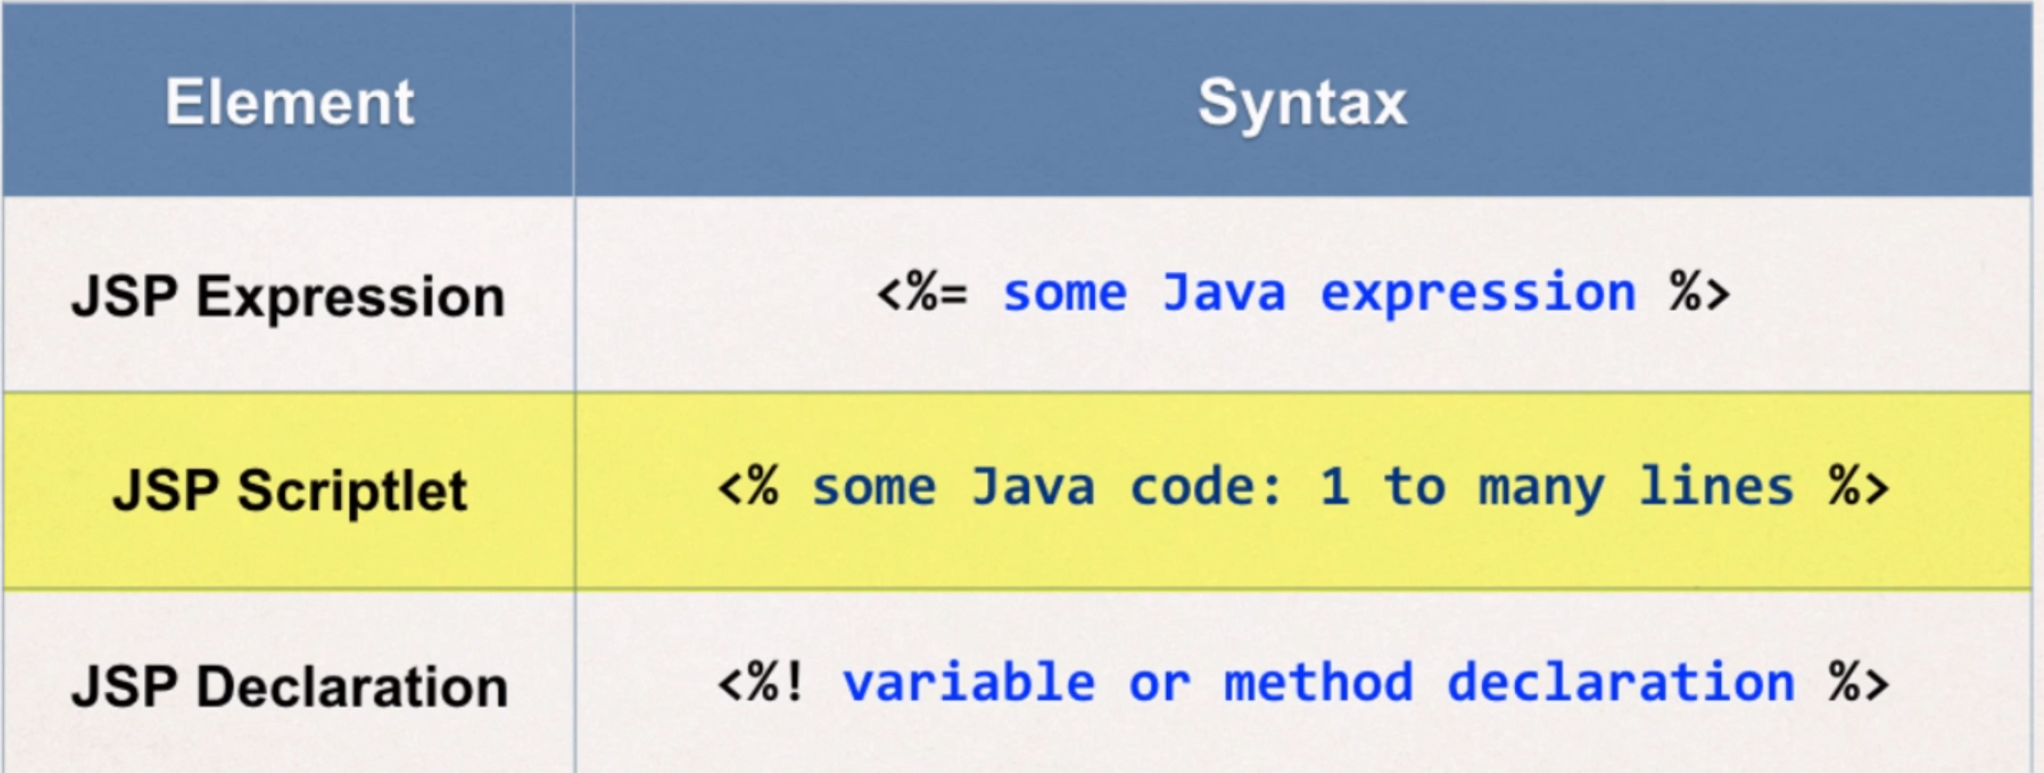 Element Syntax
JSP Expression <%= some Java expression %>
JSP Scriptlet <% some Java code: 1 to many lines %>
JSP Declaration <%! variable or method declaration %>